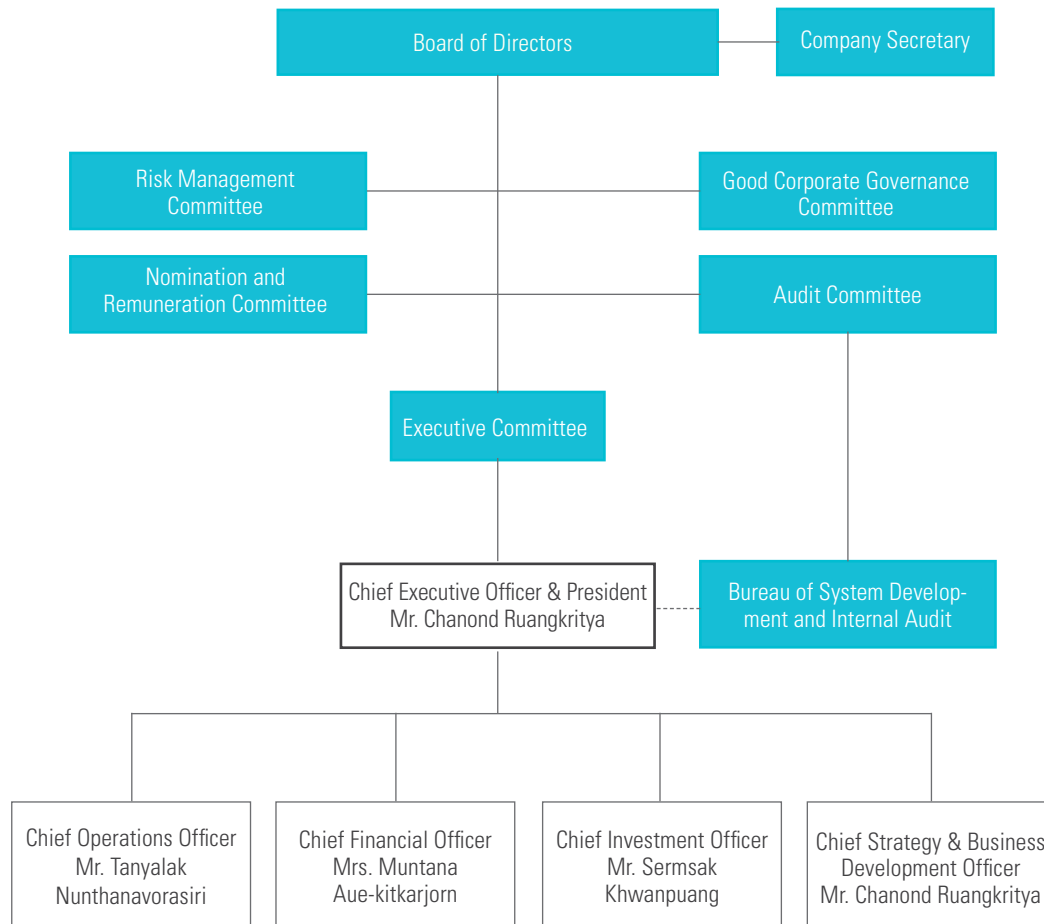 Board of Directors
Company Secretary
Risk Management
Committee
Good Corporate Governance
Committee
Nomination and
Remuneration Committee
Audit Committee
Executive Committee
Chief Executive Officer & President
Mr. Chanond Ruangkritya
Bureau of System Develop-
ment and Internal Audit
Chief Operations Officer
Mr. Tanyalak
Nunthanavorasiri
Chief Financial Officer
Mrs. Muntana
Aue-kitkarjorn
Chief Investment Officer
Mr. Sermsak
Khwanpuang
Chief Strategy & Business
Development Officer
Mr. Chanond Ruangkritya